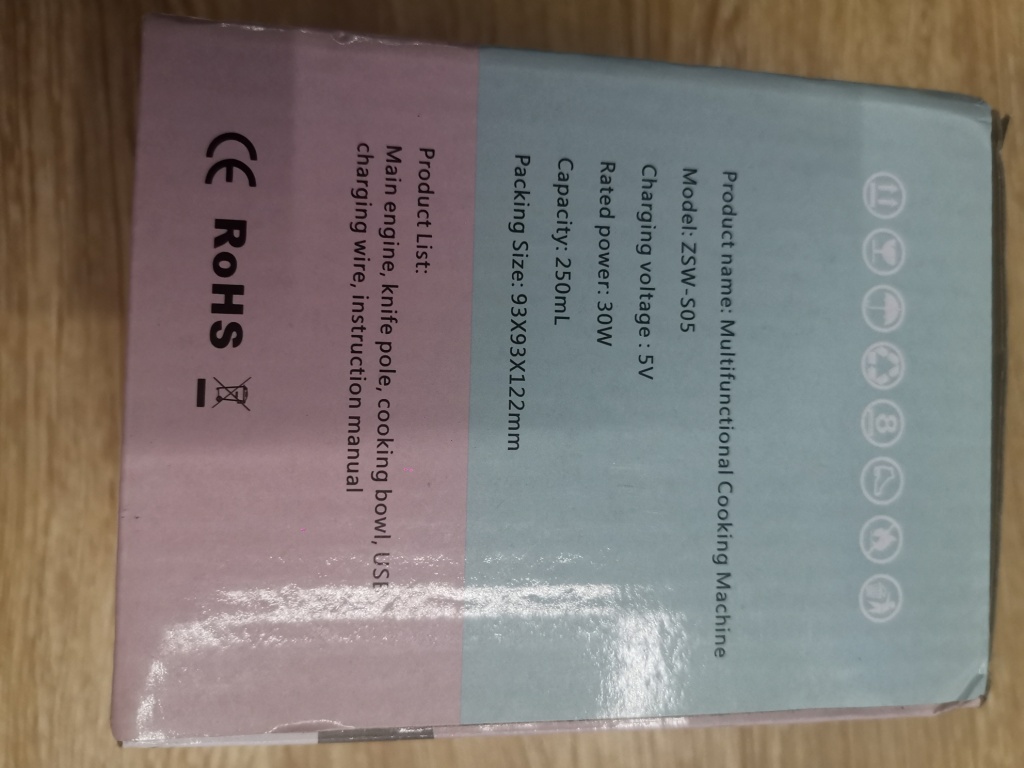 Product name: Multifunctional Cooking Machine
Model: ZSW-S05
Charging voltage : 5V
Rated power: 30W
Capacity: 250mL
Packing Size: 93X93X122mm
Product List:
Main engine, knife pole, cooking bowl, USB
charging wire, instruction manual
CE RoHS